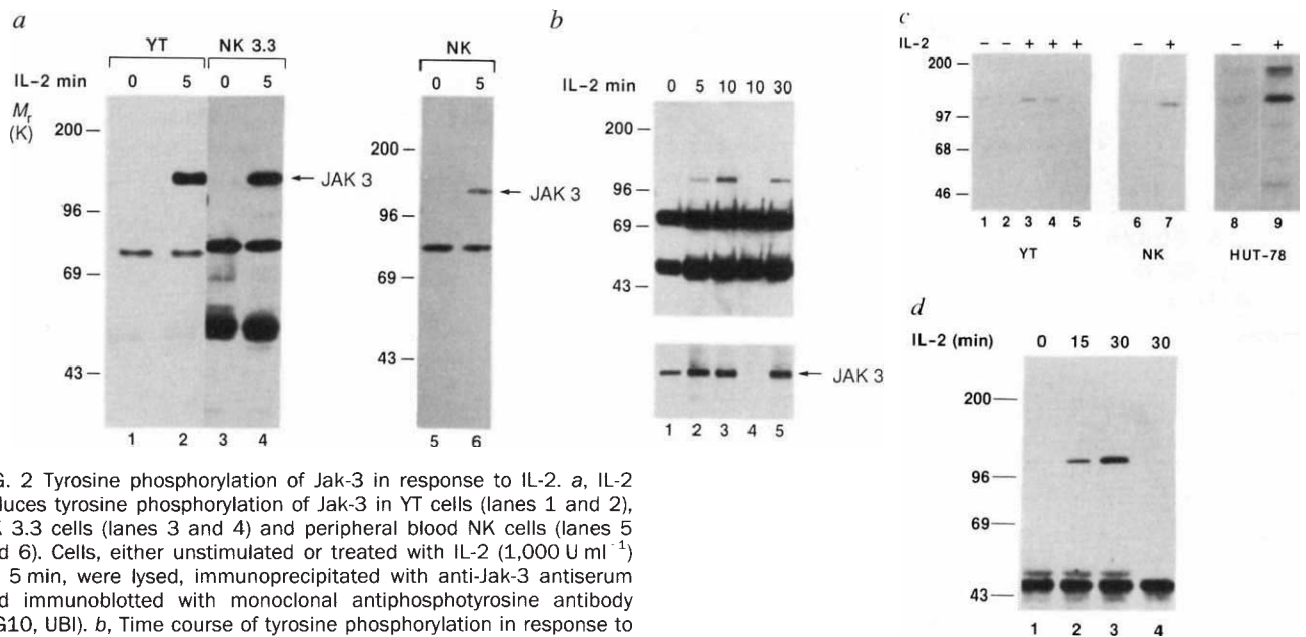 a
YT NK 3.3
IL-2 min 0 5 0 5
Mr
(K)
200
JAK 3
96
69
43
1 2 3 4
NK
0 5
200
JAK 3
96
69
43
5 6
b
IL-2 min 0 5 10 10 30
200
96
69
43
JAK 3
1 2 3 4 5
c
IL-2 – – + + + – + – +
200
97
68
46
1 2 3 4 5 6 7 8 9
YT NK HUT-78
d
IL-2 (min) 0 15 30 30
200
96
69
43
1 2 3 4
G. 2 Tyrosine phosphorylation of Jak-3 in response to IL-2. a, IL-2
duces tyrosine phosphorylation of Jak-3 in YT cells (lanes 1 and 2),
K 3.3 cells (lanes 3 and 4) and peripheral blood NK cells (lanes 5
d 6). Cells, either unstimulated or treated with IL-2 (1,000 U ml⁻¹)
5 min, were lysed, immunoprecipitated with anti-Jak-3 antiserum
d immunoblotted with monoclonal antiphosphotyrosine antibody
G10, UBI). b, Time course of tyrosine phosphorylation in response to